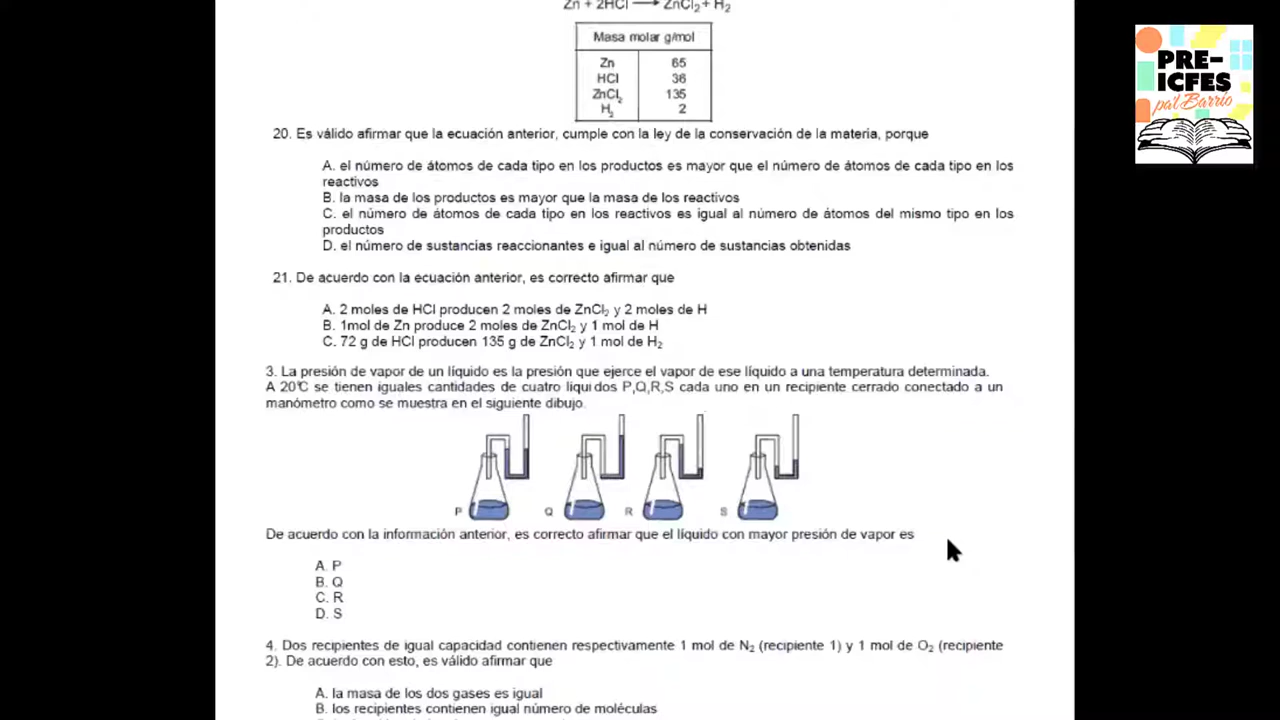 Zn + 2HCl → ZnCl₂ + H₂
Masa molar g/mol
Zn 65
HCl 36
ZnCl₂ 135
H₂ 2
20. Es válido afirmar que la ecuación anterior, cumple con la ley de la conservación de la materia, porque
A. el número de átomos de cada tipo en los productos es mayor que el número de átomos de cada tipo en los
reactivos
B. la masa de los productos es mayor que la masa de los reactivos
C. el número de átomos de cada tipo en los reactivos es igual al número de átomos del mismo tipo en los
productos
D. el número de sustancias reaccionantes e igual al número de sustancias obtenidas
21. De acuerdo con la ecuación anterior, es correcto afirmar que
A. 2 moles de HCl producen 2 moles de ZnCl₂ y 2 moles de H
B. 1mol de Zn produce 2 moles de ZnCl₂ y 1 mol de H
C. 72 g de HCl producen 135 g de ZnCl₂ y 1 mol de H₂
3. La presión de vapor de un líquido es la presión que ejerce el vapor de ese líquido a una temperatura determinada.
A 20°C se tienen iguales cantidades de cuatro líquidos P,Q,R,S cada uno en un recipiente cerrado conectado a un
manómetro como se muestra en el siguiente dibujo.
P Q R S
De acuerdo con la información anterior, es correcto afirmar que el líquido con mayor presión de vapor es
A. P
B. Q
C. R
D. S
4. Dos recipientes de igual capacidad contienen respectivamente 1 mol de N₂ (recipiente 1) y 1 mol de O₂ (recipiente
2). De acuerdo con esto, es válido afirmar que
A. la masa de los dos gases es igual
B. los recipientes contienen igual número de moléculas
PRE-
ICFES
pa'l Barrio